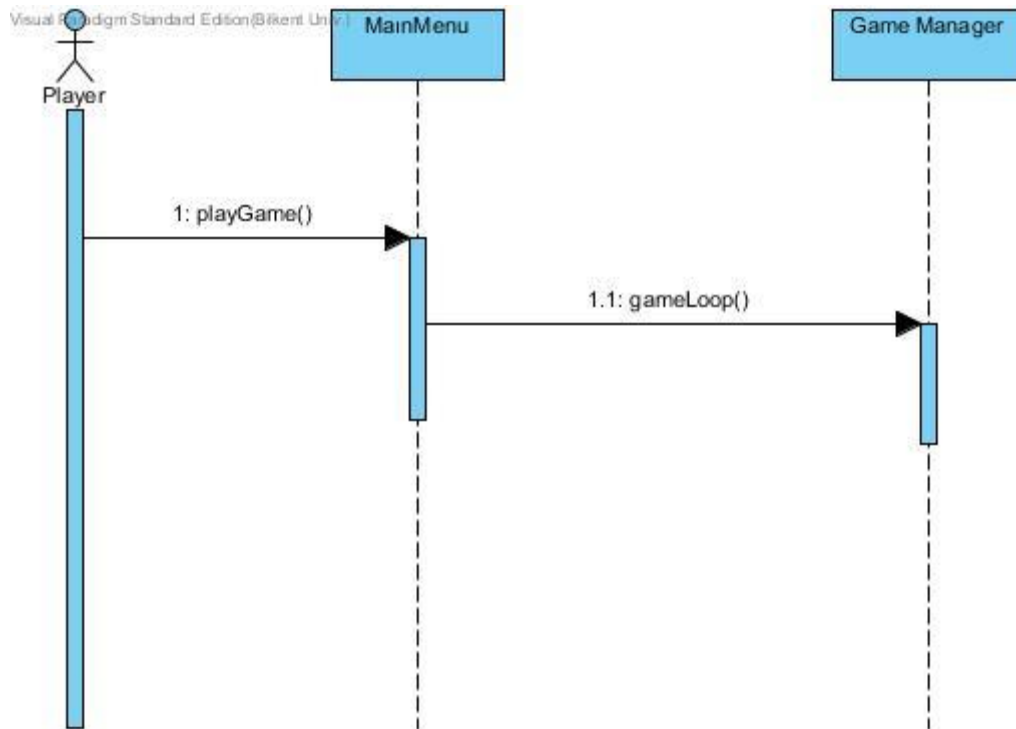 Visual Paradigm Standard Edition(Bilkent Univ.)
MainMenu
Game Manager
Player
1: playGame()
1.1: gameLoop()